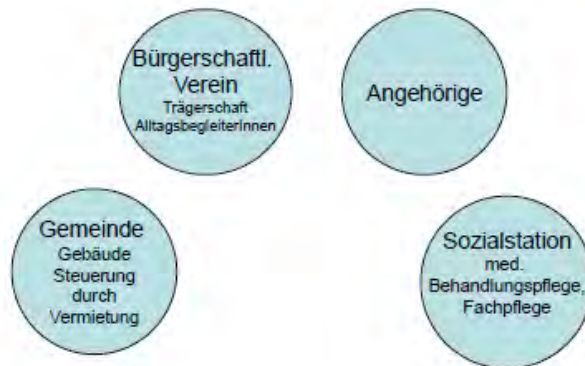 Bürgerschaftl.
Verein
Trägerschaft
AlltagsbegleiterInnen
Angehörige
Gemeinde
Gebäude
Steuerung
durch
Vermietung
Sozialstation
med.
Behandlungspflege,
Fachpflege